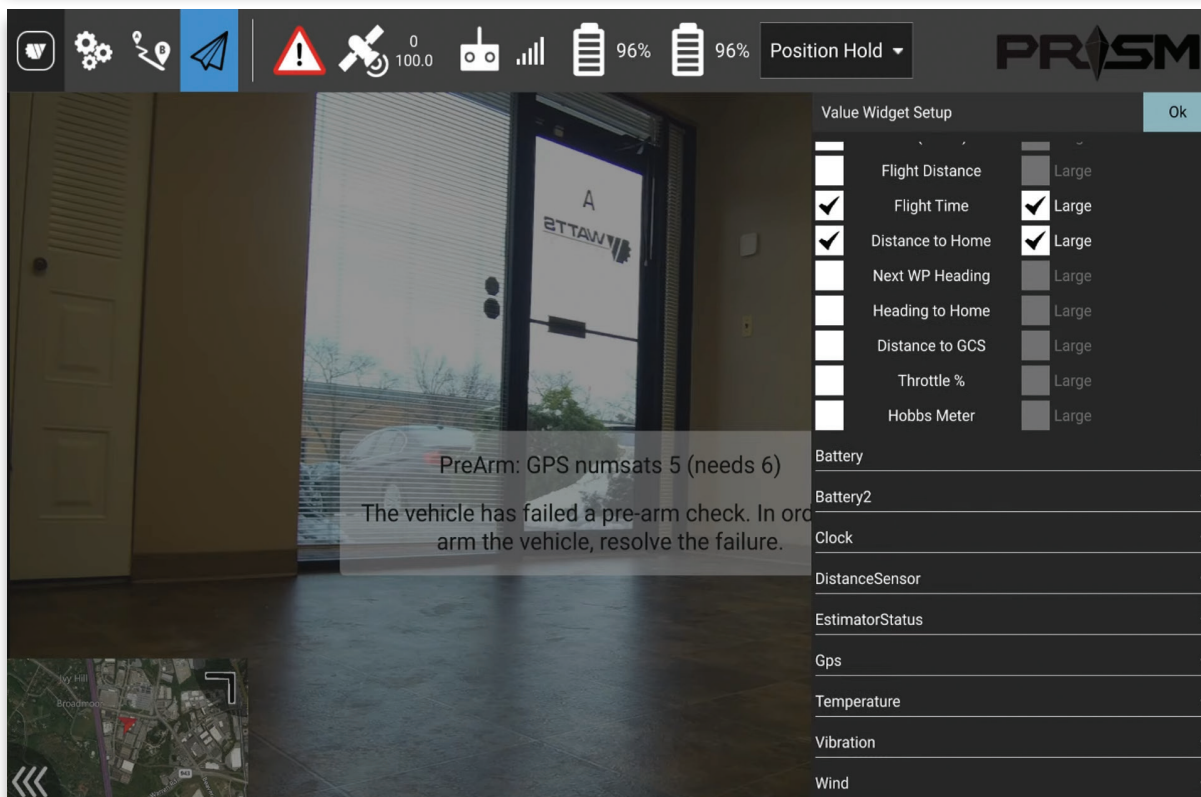 0
100.0
96%
96%
Position Hold
PRISM
Value Widget Setup
Ok
Flight Distance
Large
Flight Time
Large
Distance to Home
Large
Next WP Heading
Large
Heading to Home
Large
Distance to GCS
Large
Throttle %
Large
Hobbs Meter
Large
Battery
Battery2
Clock
DistanceSensor
EstimatorStatus
Gps
Temperature
Vibration
Wind
A
WATTS
PreArm: GPS numsats 5 (needs 6)
The vehicle has failed a pre-arm check. In ord
arm the vehicle, resolve the failure.
Ivy Hill